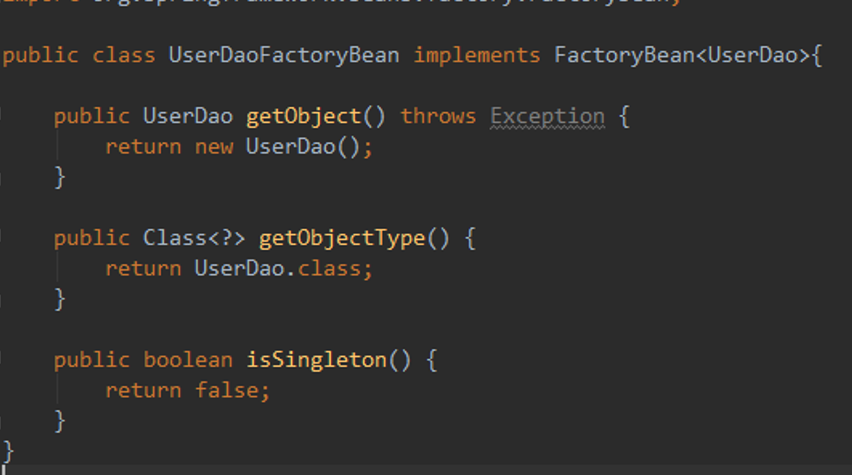 public class UserDaoFactoryBean implements FactoryBean<UserDao>{
public UserDao getObject() throws Exception {
return new UserDao();
}
public Class<?> getObjectType() {
return UserDao.class;
}
public boolean isSingleton() {
return false;
}
}